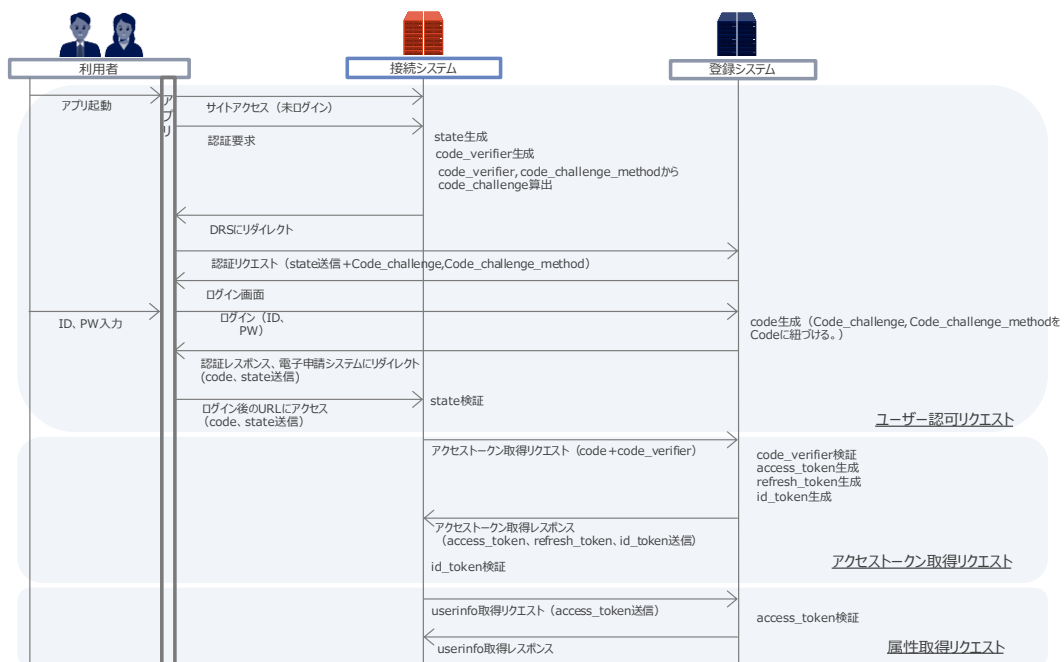 利用者
接続システム
登録システム
アプリ
アプリ起動
サイトアクセス（未ログイン）
認証要求
state生成
code_verifier生成
code_verifier, code_challenge_methodから
code_challenge算出
DRSにリダイレクト
認証リクエスト（state送信+Code_challenge,Code_challenge_method）
ログイン画面
ID、PW入力
ログイン（ID、
PW）
code生成（Code_challenge, Code_challenge_methodを
Codeに紐づける。）
認証レスポンス、電子申請システムにリダイレクト
(code、state送信)
ログイン後のURLにアクセス
（code、state送信）
state検証
ユーザー認可リクエスト
アクセストークン取得リクエスト（code+code_verifier）
code_verifier検証
access_token生成
refresh_token生成
id_token生成
アクセストークン取得レスポンス
（access_token、refresh_token、id_token送信）
id_token検証
アクセストークン取得リクエスト
userinfo取得リクエスト（access_token送信）
access_token検証
userinfo取得レスポンス
属性取得リクエスト